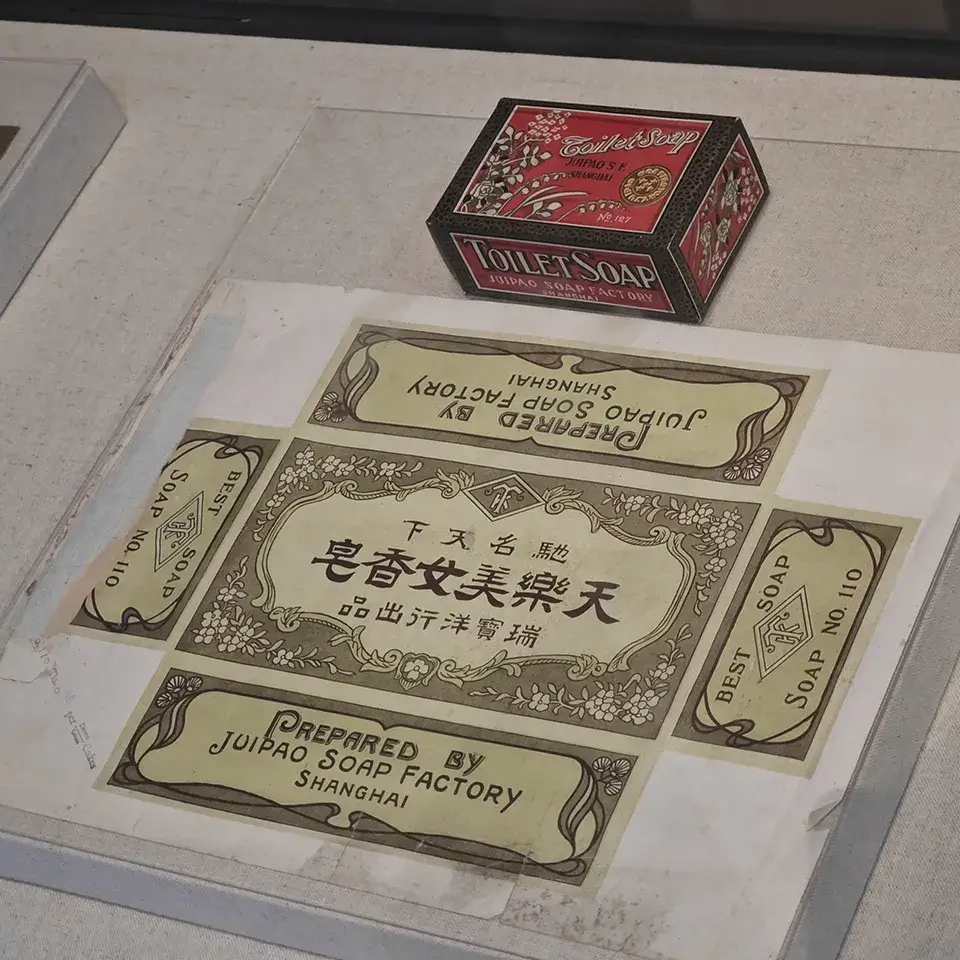 Toilet Soap
JUIPAO S. F.
SHANGHAI
No. 127
TOILET SOAP
JUIPAO SOAP FACTORY
SHANGHAI
PREPARED BY
JUIPAO SOAP FACTORY
SHANGHAI
BEST SOAP
SOAP NO. 110
馳名天下
天樂美女香皂
瑞寶洋行出品
BEST SOAP
SOAP NO. 110
PREPARED BY
JUIPAO SOAP FACTORY
SHANGHAI